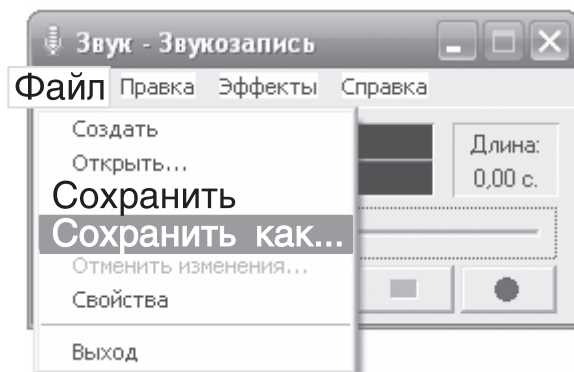 Звук - Звукозапись
Файл Правка Эффекты Справка
Создать
Открыть...
Сохранить
Сохранить как...
Отменить изменения...
Свойства
Выход
Длина:
0,00 с.